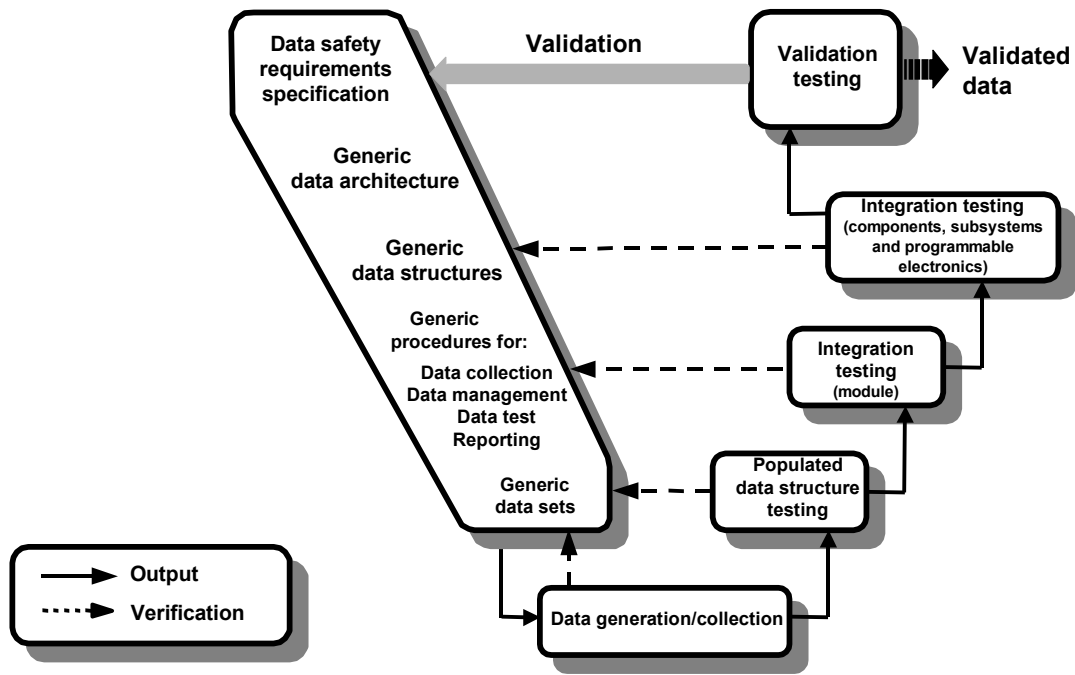 Data safety
requirements
specification
Validation
Validation
testing
Validated
data
Generic
data architecture
Integration testing
(components, subsystems
and programmable
electronics)
Generic
data structures
Generic
procedures for:
Data collection
Data management
Data test
Reporting
Integration
testing
(module)
Populated
data structure
testing
Generic
data sets
Data generation/collection
Output
Verification